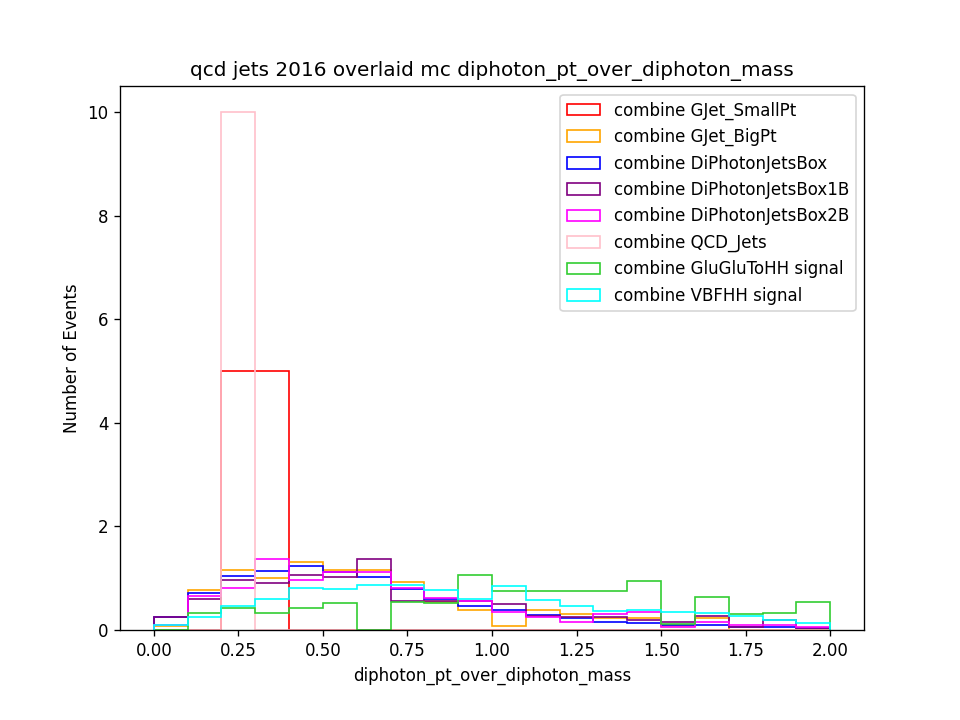 qcd jets 2016 overlaid mc diphoton_pt_over_diphoton_mass
combine GJet_SmallPt
combine GJet_BigPt
combine DiPhotonJetsBox
combine DiPhotonJetsBox1B
combine DiPhotonJetsBox2B
combine QCD_Jets
combine GluGluToHH signal
combine VBFHH signal
Number of Events
10
8
6
4
2
0
0.00 0.25 0.50 0.75 1.00 1.25 1.50 1.75 2.00
diphoton_pt_over_diphoton_mass